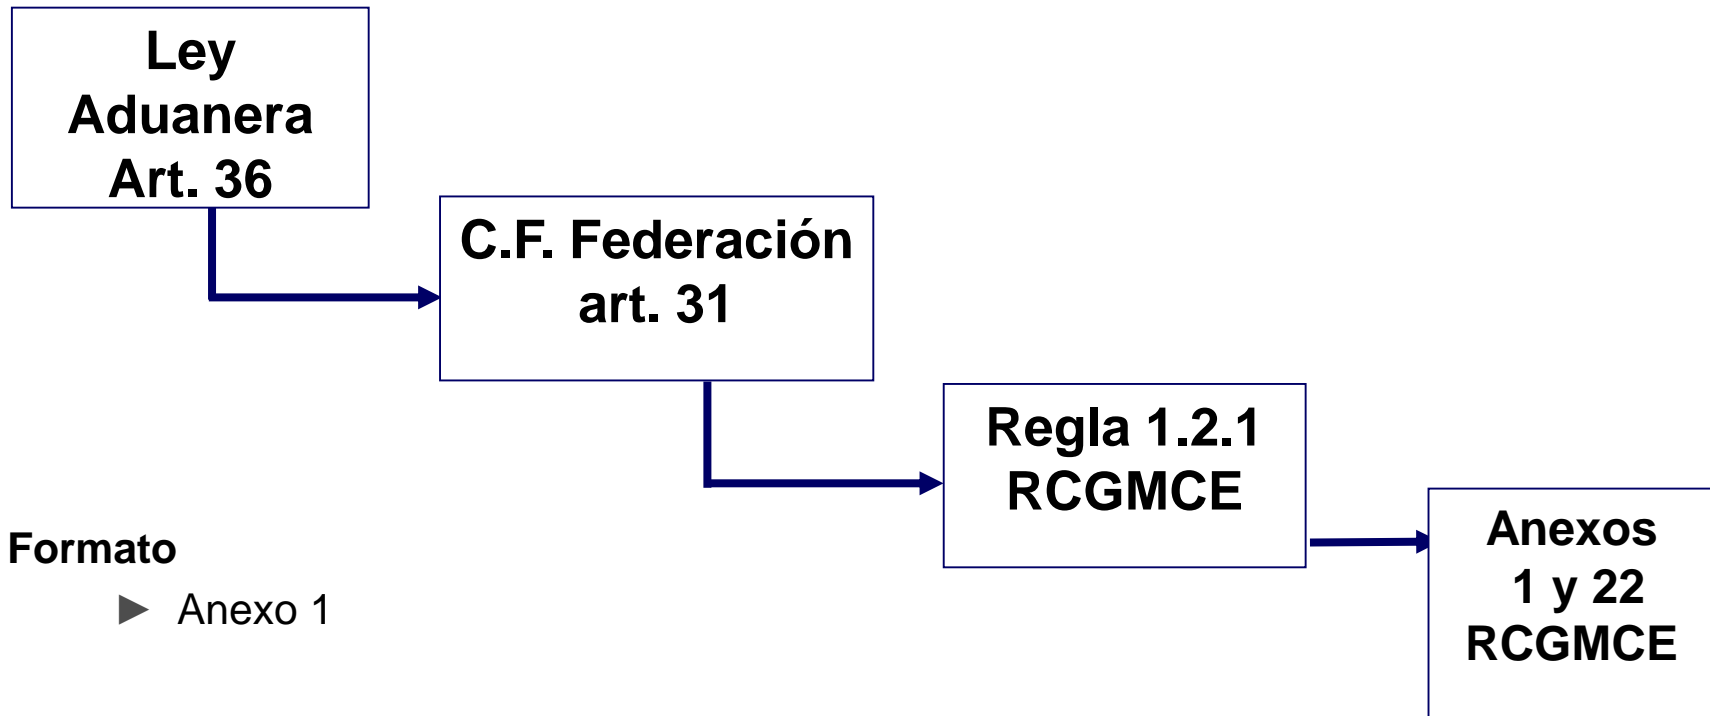 Ley
Aduanera
Art. 36
C.F. Federación
art. 31
Regla 1.2.1
RCGMCE
Anexos
1 y 22
RCGMCE
Formato
► Anexo 1